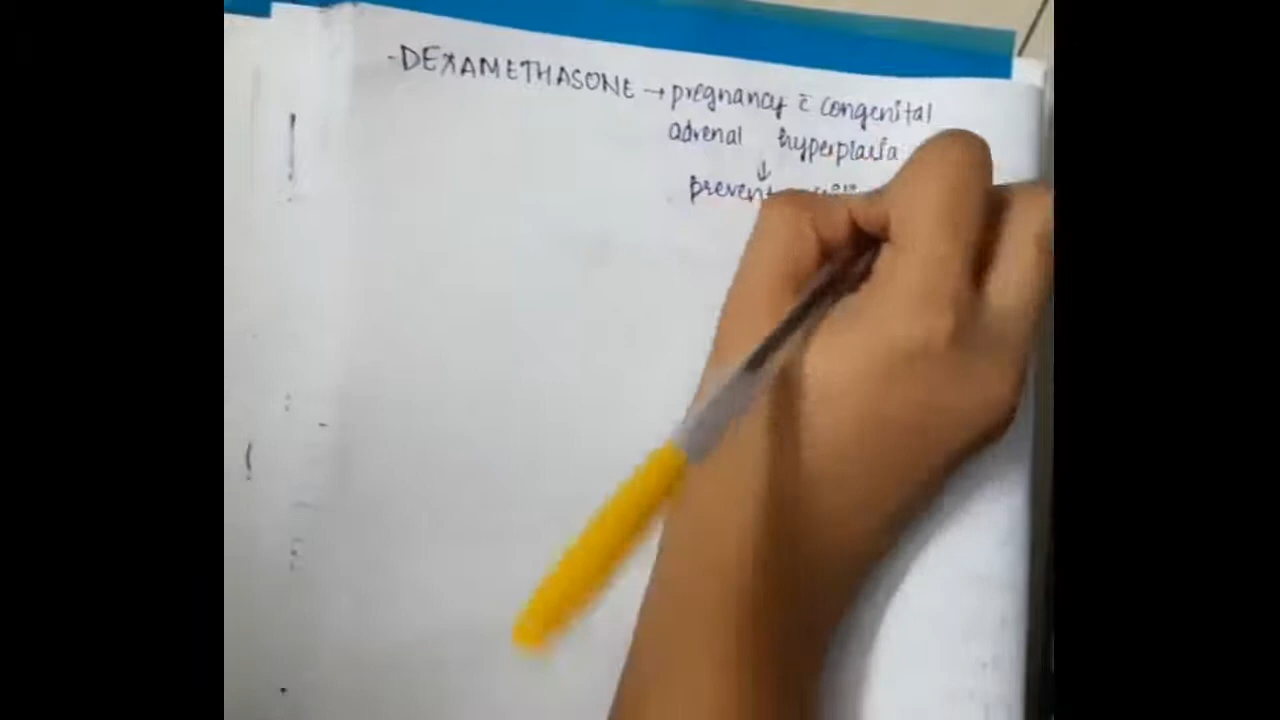 -DEXAMETHASONE → pregnancy c̄ congenital
adrenal hyperplasia
↓
prevent